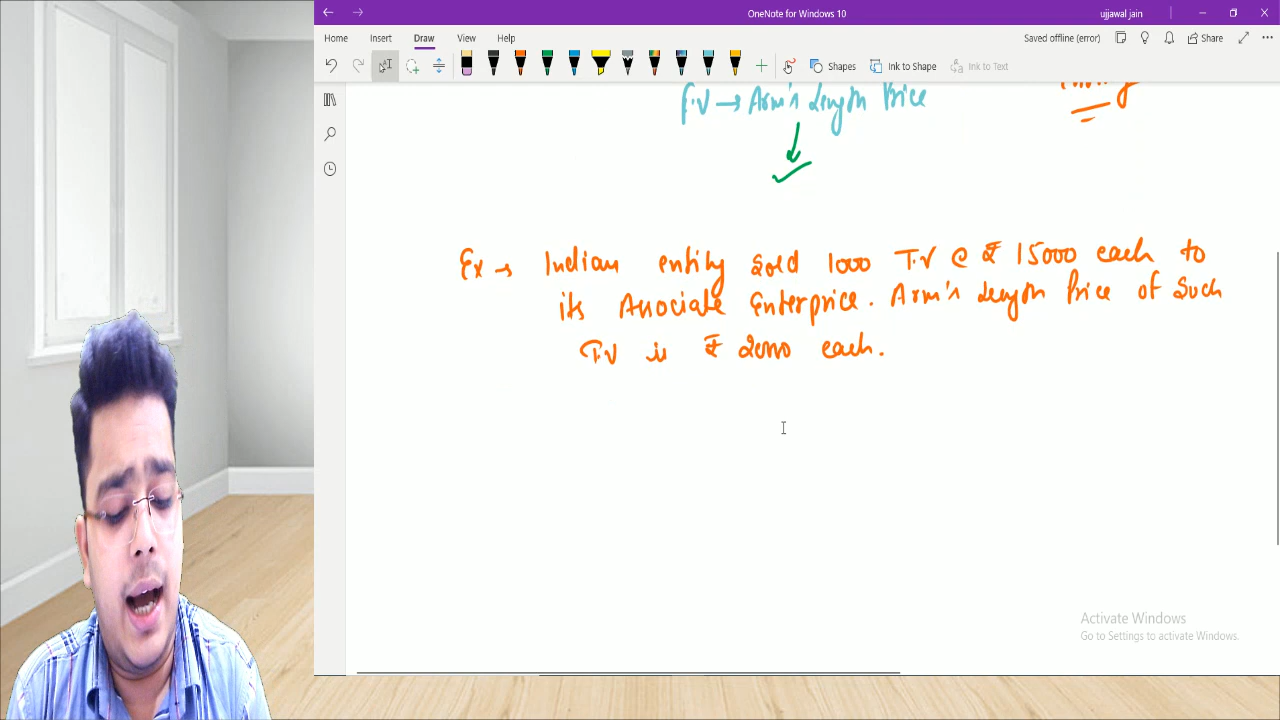 OneNote for Windows 10
ujjawal jain
Home Insert Draw View Help
Saved offline (error) Share
Shapes Ink to Shape Ink to Text
F.V → Arm's Length Price
Ex → Indian entity sold 1000 T.V @ ₹ 15000 each to
its Associate Enterprice. Arm's Length Price of Such
T.V is ₹ 20000 each.
Activate Windows
Go to Settings to activate Windows.